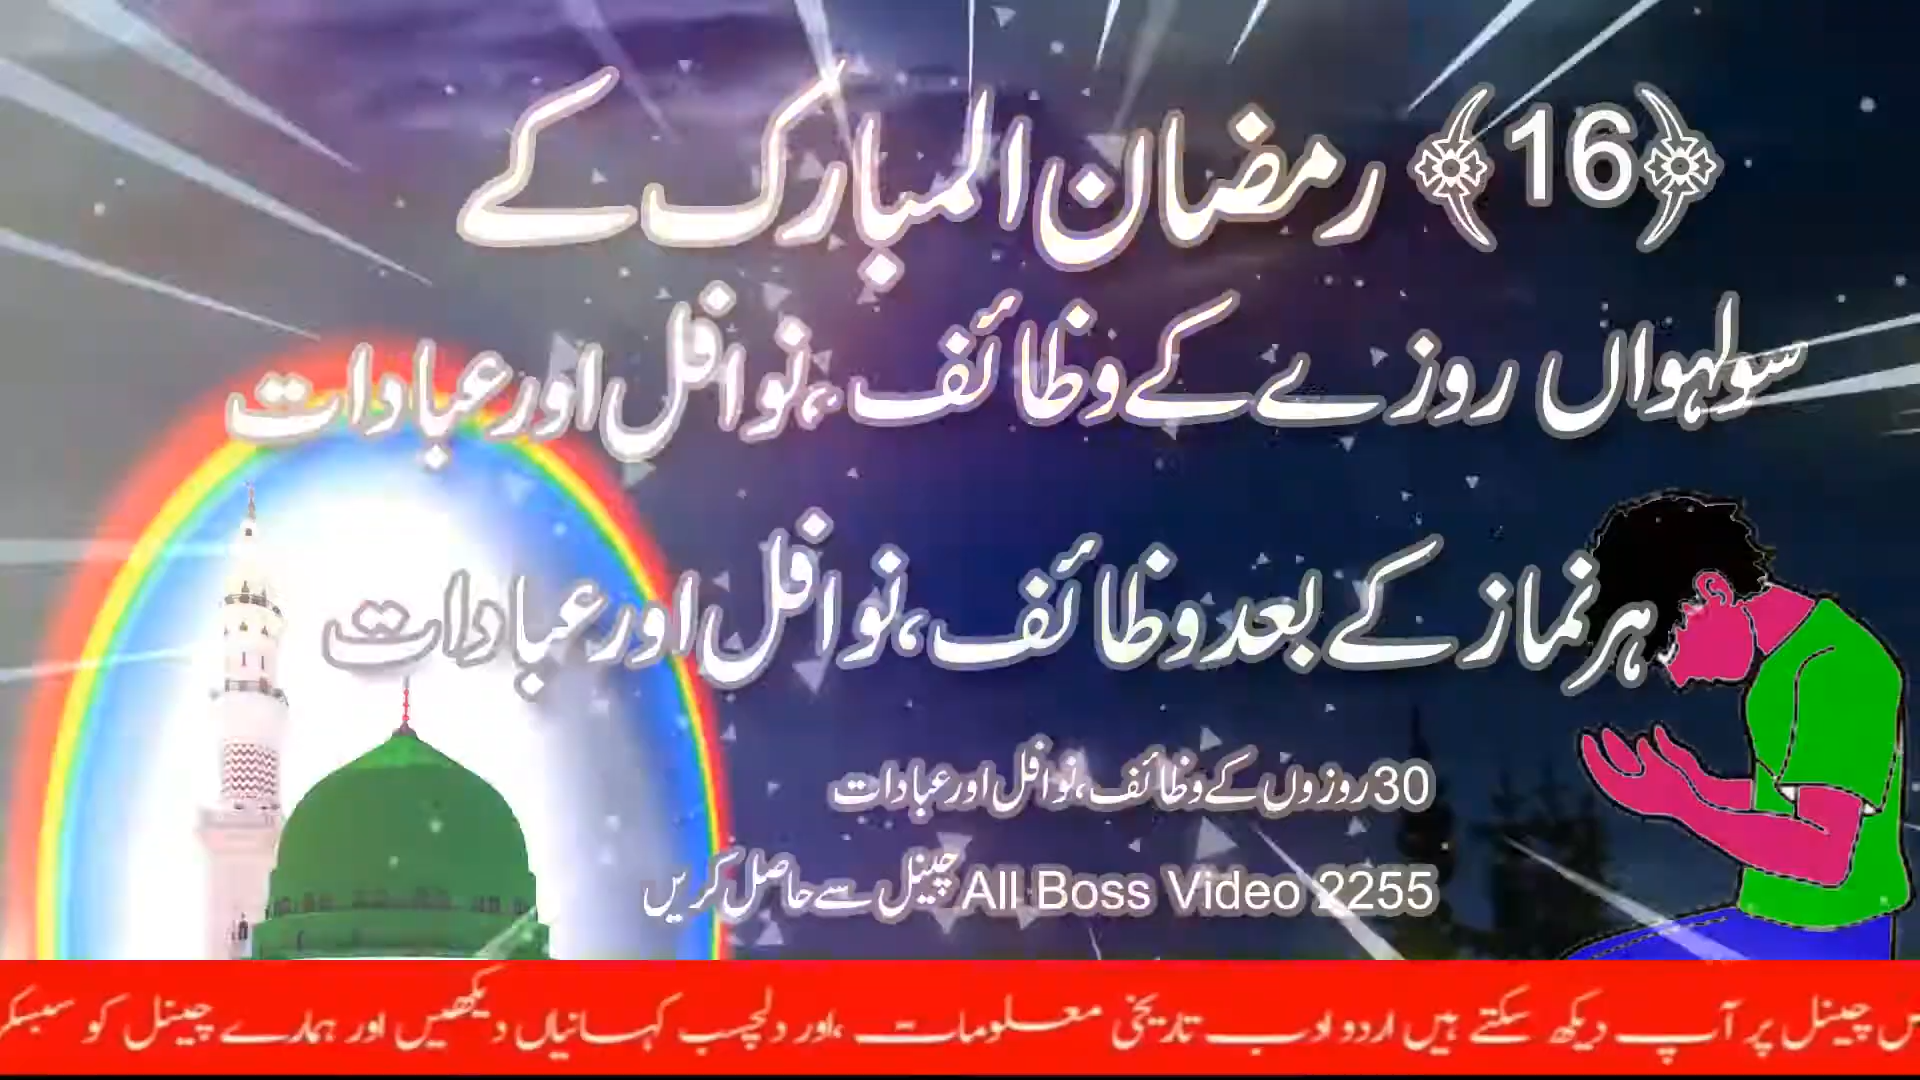 ﴿16﴾ رمضان المبارک کے
سولہواں روزے کے وظائف ،نوافل اور عبادات
ہر نماز کے بعد وظائف ،نوافل اور عبادات
30 روزوں کے وظائف ،نوافل اور عبادات
All Boss Video 2255 چینل سے حاصل کریں
چینل پر آپ دیکھ سکتے ہیں اردو ادب تاریخی معلومات ،اور دلچسپ کہانیاں دیکھیں اور ہمارے چینل کو